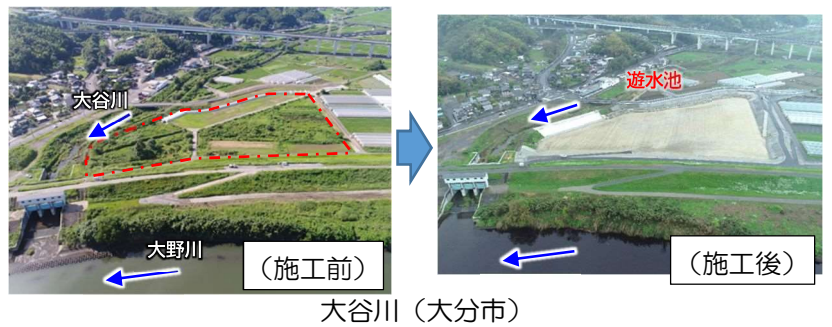 大谷川
大野川
（施工前）
遊水池
（施工後）
大谷川（大分市）